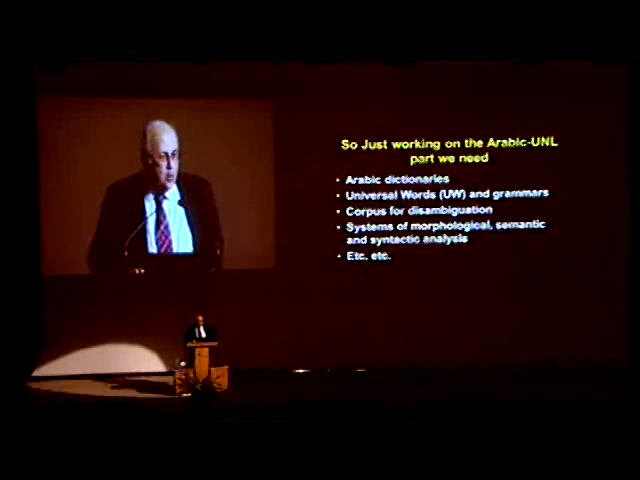 So Just working on the Arabic-UNL
part we need
• Arabic dictionaries
• Universal Words (UW) and grammars
• Corpus for disambiguation
• Systems of morphological, semantic
and syntactic analysis
• Etc. etc.